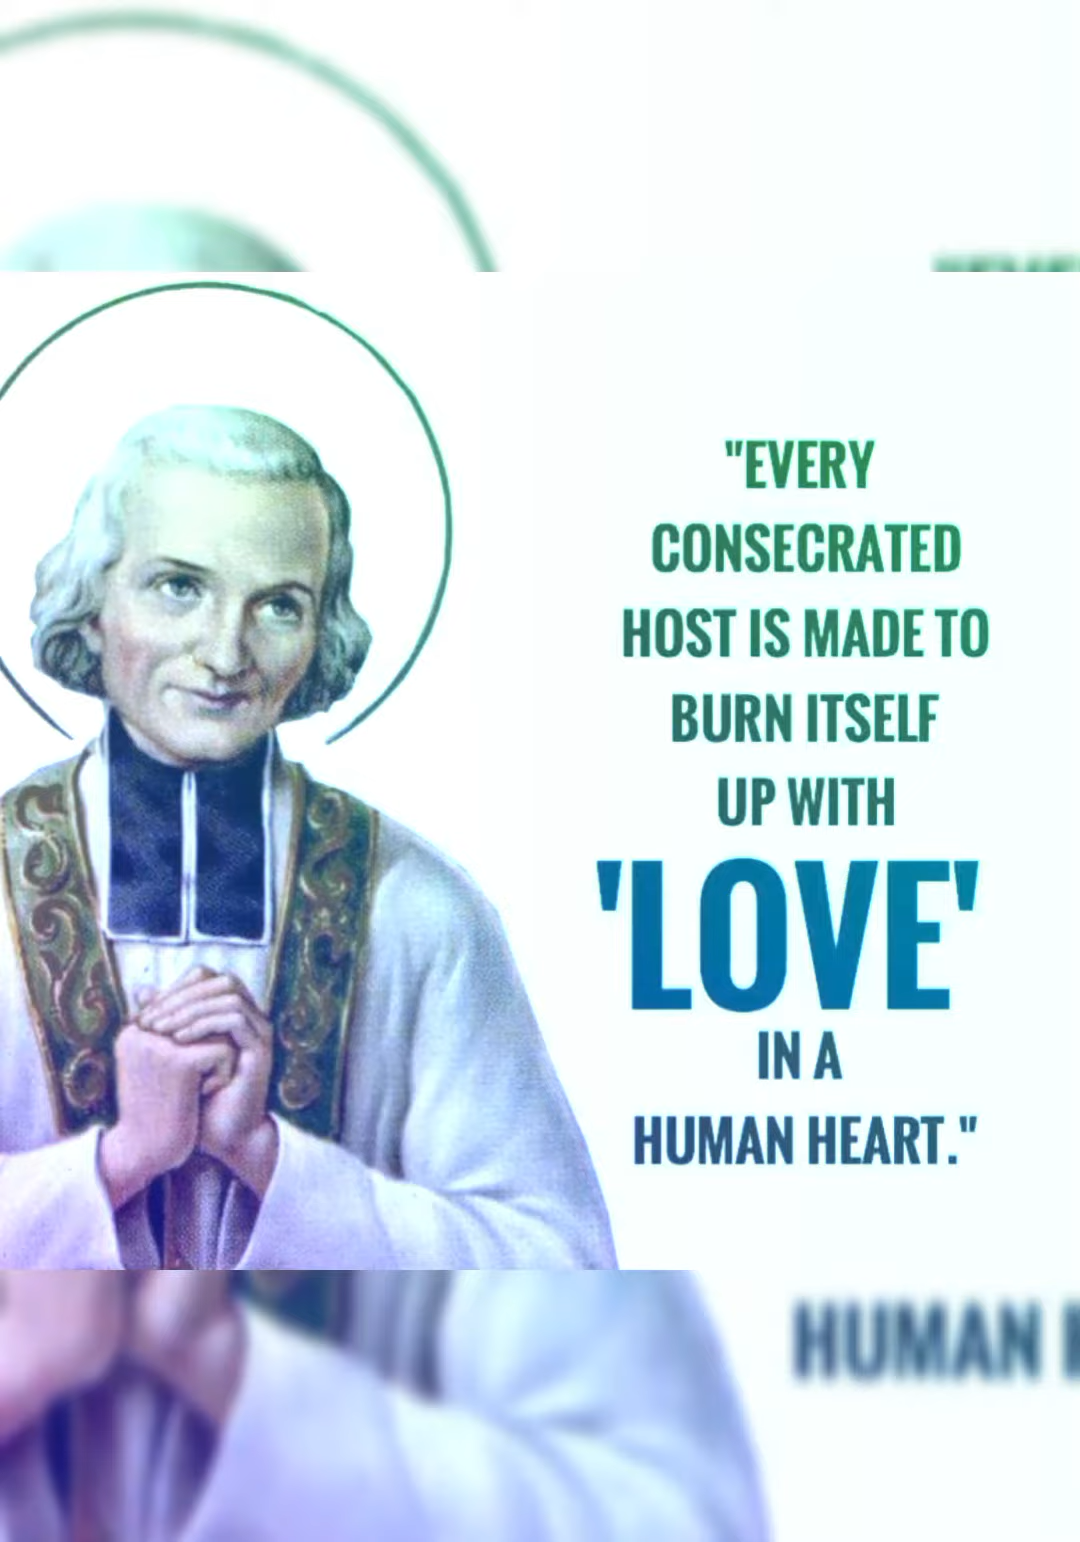 "EVERY
CONSECRATED
HOST IS MADE TO
BURN ITSELF
UP WITH
'LOVE'
IN A
HUMAN HEART."
HUMAN